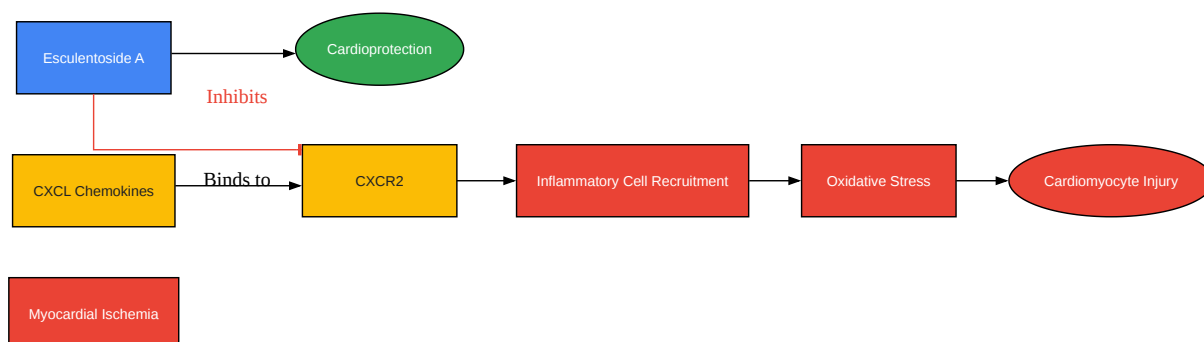 Esculentoside A
Cardioprotection
Inhibits
CXCL Chemokines
Binds to
CXCR2
Inflammatory Cell Recruitment
Oxidative Stress
Cardiomyocyte Injury
Myocardial Ischemia